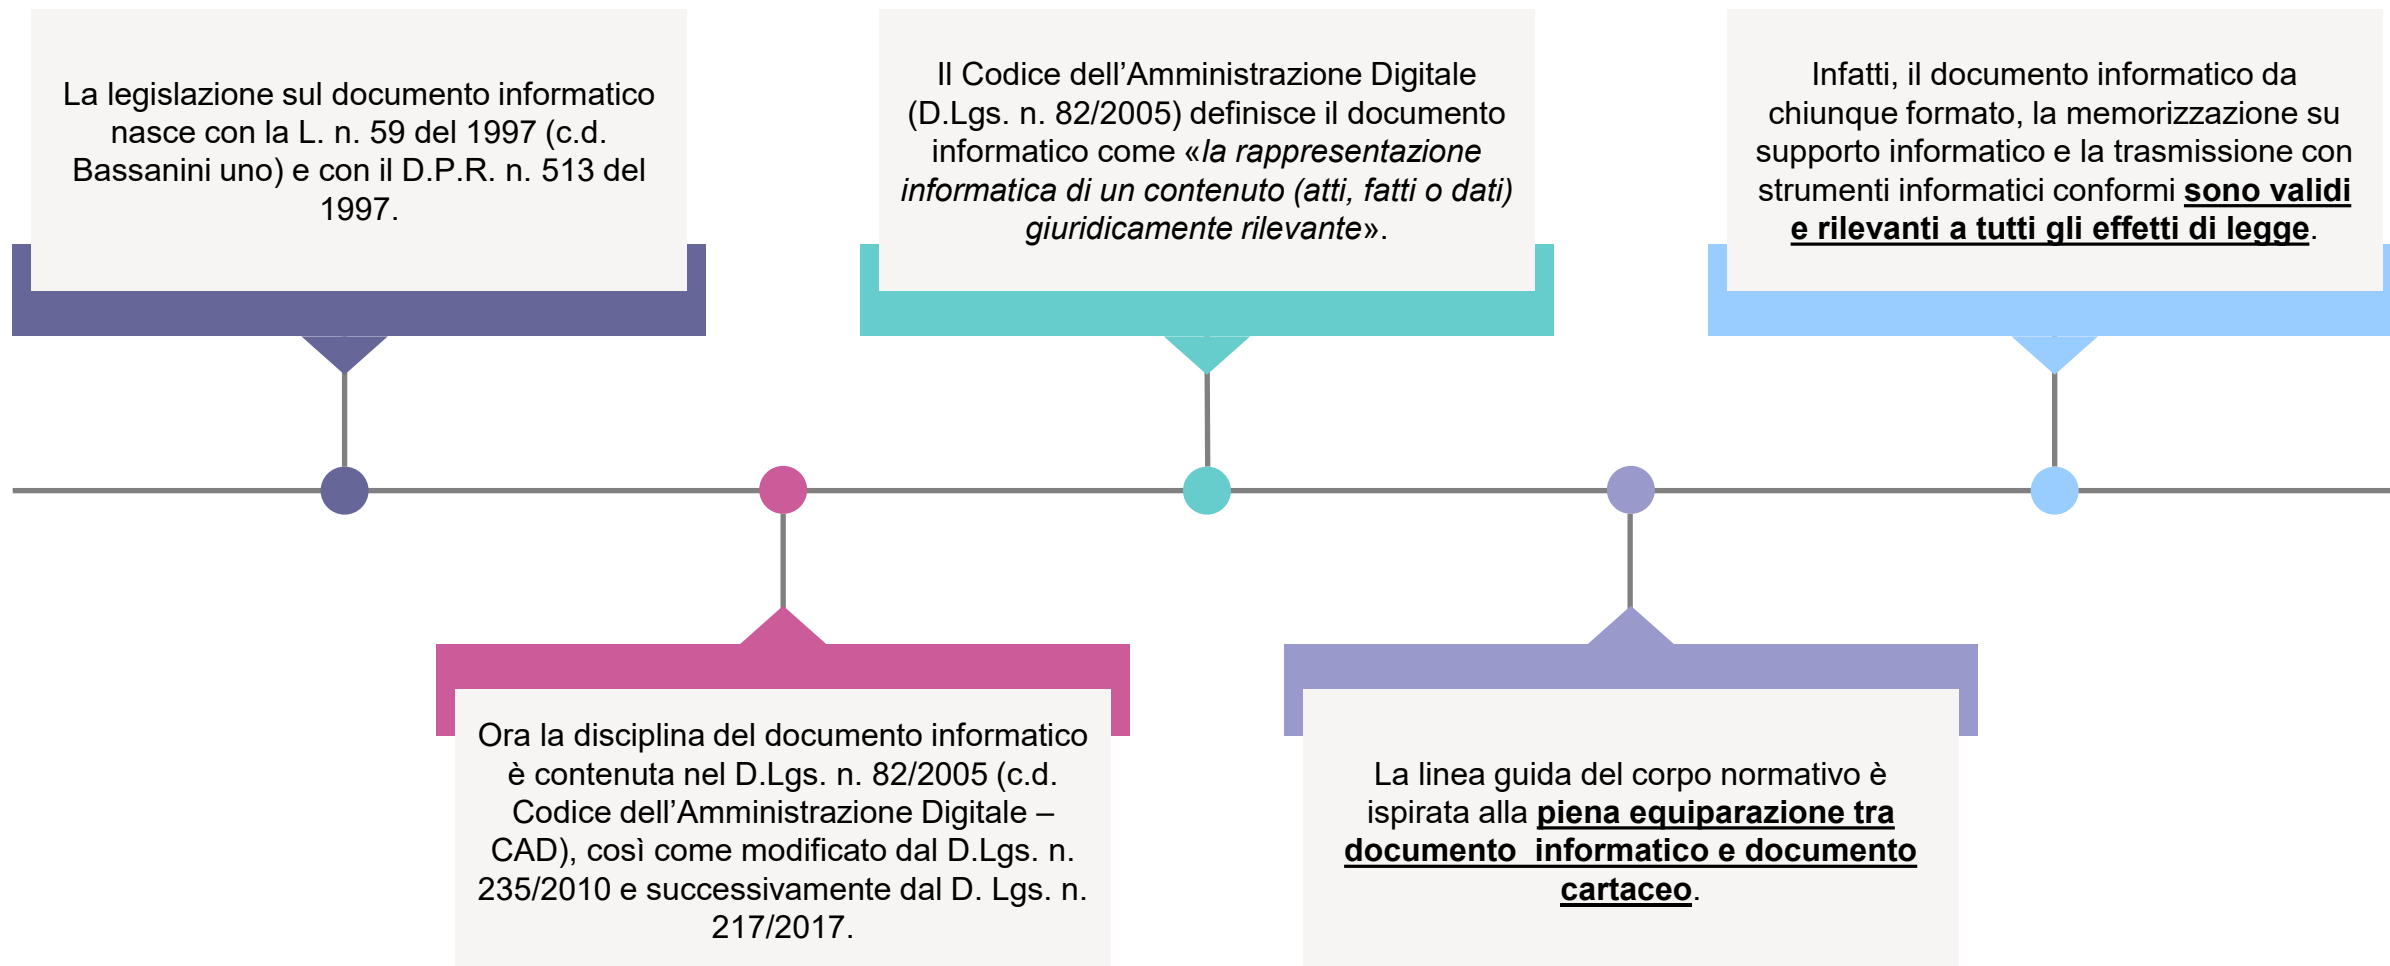 La legislazione sul documento informatico
nasce con la L. n. 59 del 1997 (c.d.
Bassanini uno) e con il D.P.R. n. 513 del
1997.
Ora la disciplina del documento informatico
è contenuta nel D.Lgs. n. 82/2005 (c.d.
Codice dell’Amministrazione Digitale –
CAD), così come modificato dal D.Lgs. n.
235/2010 e successivamente dal D. Lgs. n.
217/2017.
Il Codice dell’Amministrazione Digitale
(D.Lgs. n. 82/2005) definisce il documento
informatico come «la rappresentazione
informatica di un contenuto (atti, fatti o dati)
giuridicamente rilevante».
La linea guida del corpo normativo è
ispirata alla piena equiparazione tra
documento  informatico e documento
cartaceo.
Infatti, il documento informatico da
chiunque formato, la memorizzazione su
supporto informatico e la trasmissione con
strumenti informatici conformi sono validi
e rilevanti a tutti gli effetti di legge.